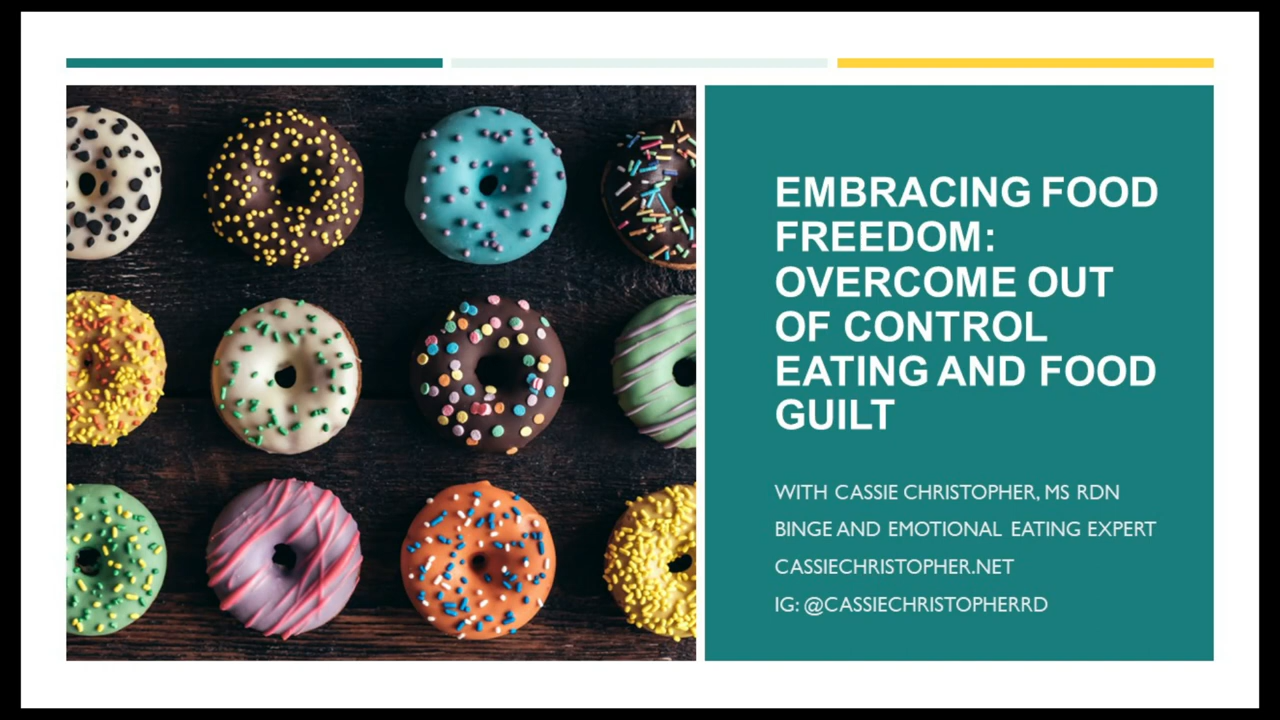 EMBRACING FOOD
FREEDOM:
OVERCOME OUT
OF CONTROL
EATING AND FOOD
GUILT
WITH CASSIE CHRISTOPHER, MS RDN
BINGE AND EMOTIONAL EATING EXPERT
CASSIECHRISTOPHER.NET
IG: @CASSIECHRISTOPHERRD